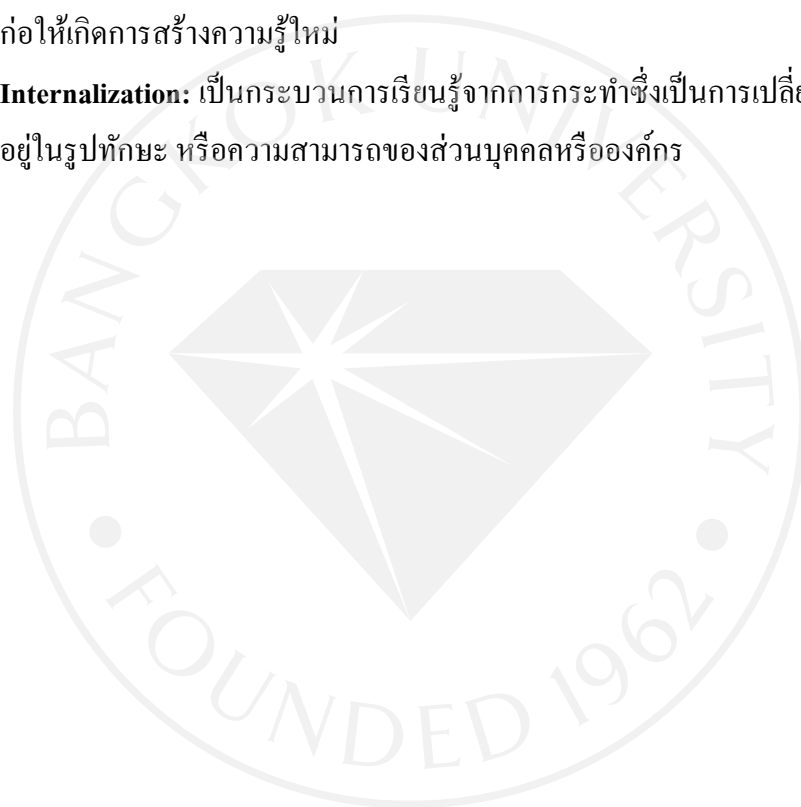 ก่อให้เกิดการสร้างความรู้ใหม่
Internalization: เป็นกระบวนการเรียนรู้จากการกระทำซึ่งเป็นการ
อยู่ในรูปทักษะ หรือความสามารถของส่วนบุคคลหรือองค์กร
BANGKOK UNIVERSITY
FOUNDED 1962